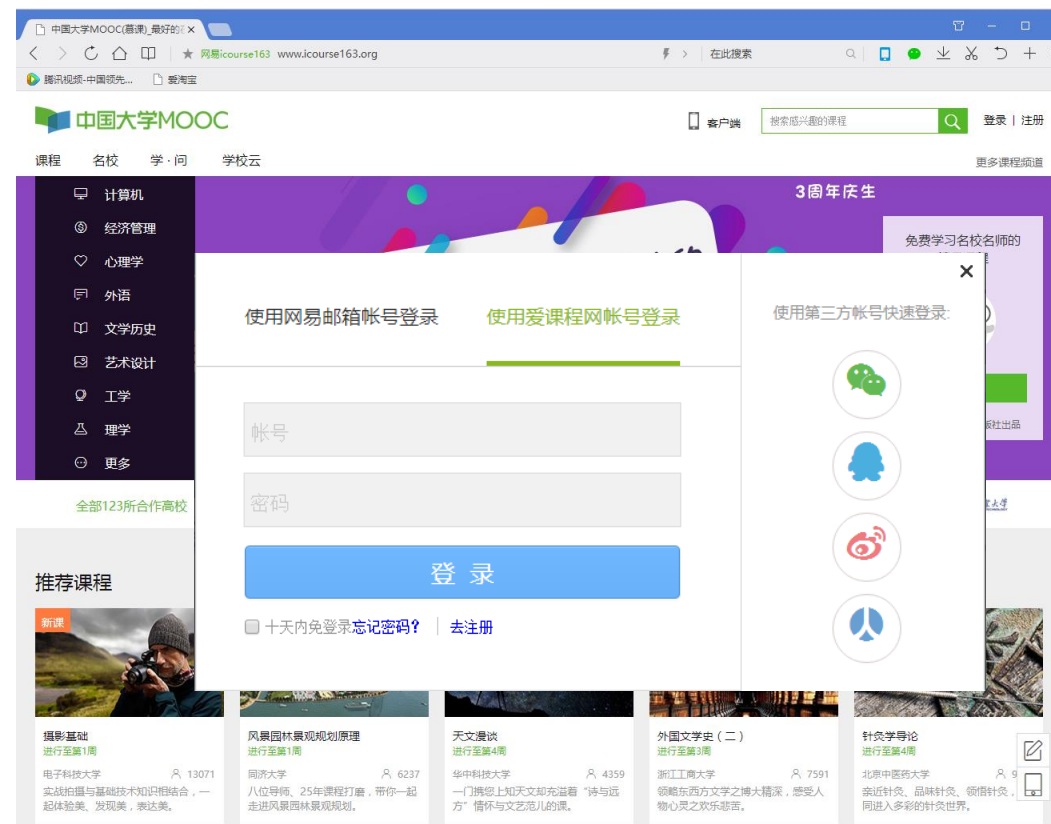 中国大学MOOC(慕课)_最好的
网易icourse163 www.icourse163.org 在此搜索
腾讯视频-中国领先... 爱淘宝
中国大学MOOC 客户端 搜索感兴趣的课程 登录 | 注册
课程 名校 学·问 学校云 更多课程频道
计算机
经济管理
心理学
外语
文学历史
艺术设计
工学
理学
更多
3周年庆生
免费学习名校名师的
版社出品
使用网易邮箱帐号登录 使用爱课程网帐号登录
帐号
密码
登 录
十天内免登录忘记密码? | 去注册
使用第三方帐号快速登录:
全部123所合作高校
推荐课程
新课
摄影基础
进行至第1周
电子科技大学 13071
实战拍摄与基础技术知识相结合，一
起体验美、发现美，表达美。
风景园林景观规划原理
进行至第1周
同济大学 6237
八位导师、25年课程打磨，带你一起
走进风景园林景观规划。
天文漫谈
进行至第4周
华中科技大学 4359
一门携您上知天文却充溢着“诗与远
方”情怀与文艺范儿的课。
外国文学史（二）
进行至第3周
浙江工商大学 7591
领略东西方文学之博大精深，感受人
物心灵之欢乐悲苦。
针灸学导论
进行至第4周
北京中医药大学 9
亲近针灸、品味针灸、领悟针灸，
同进入多彩的针灸世界。